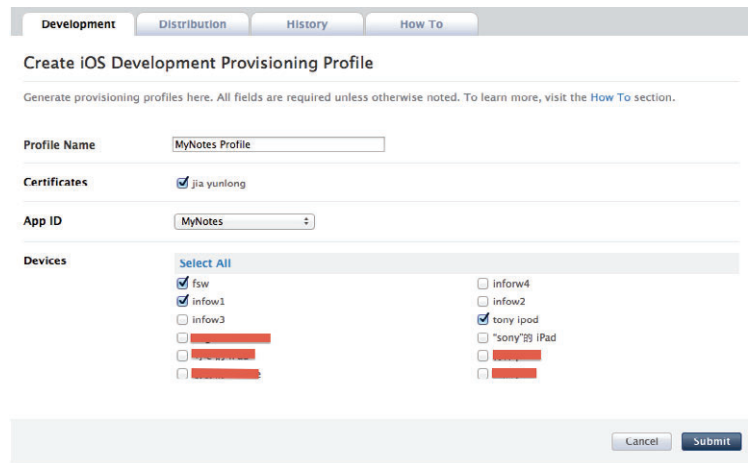 Development Distribution History How To
Create iOS Development Provisioning Profile
Generate provisioning profiles here. All fields are required unless otherwise noted. To learn more, visit the How To section.
Profile Name MyNotes Profile
Certificates jia yunlong
App ID MyNotes
Devices Select All
fsw inforw4
infow1 infow2
infow3 tony ipod
"sony"的 iPad
Cancel Submit